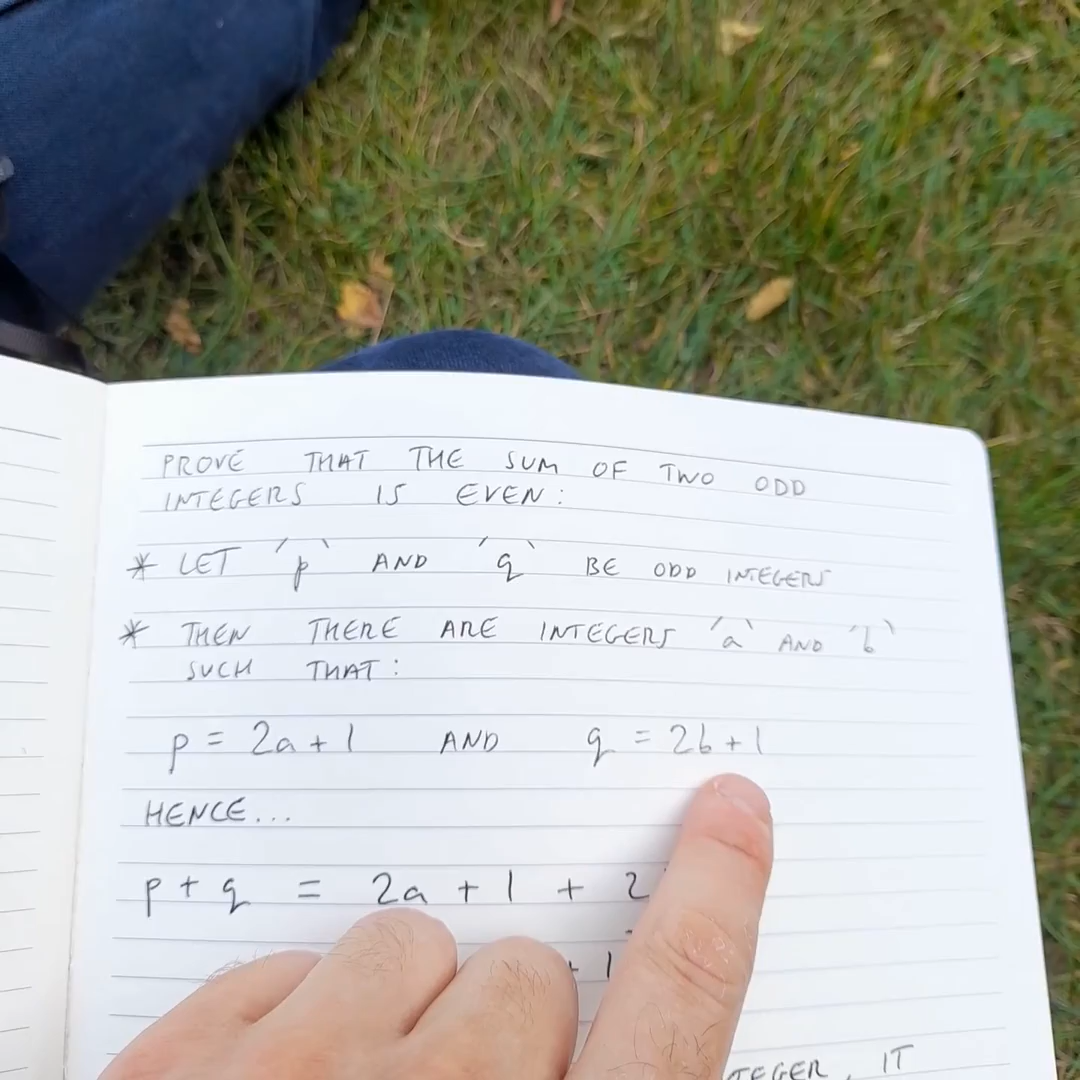 PROVE THAT THE SUM OF TWO ODD
INTEGERS IS EVEN:
* LET 'p' AND 'q' BE ODD INTEGERS
* THEN THERE ARE INTEGERS 'a' AND 'b'
SUCH THAT:
p = 2a + 1 AND q = 2b + 1
HENCE...
p + q = 2a + 1 + 2
+ 1
IT